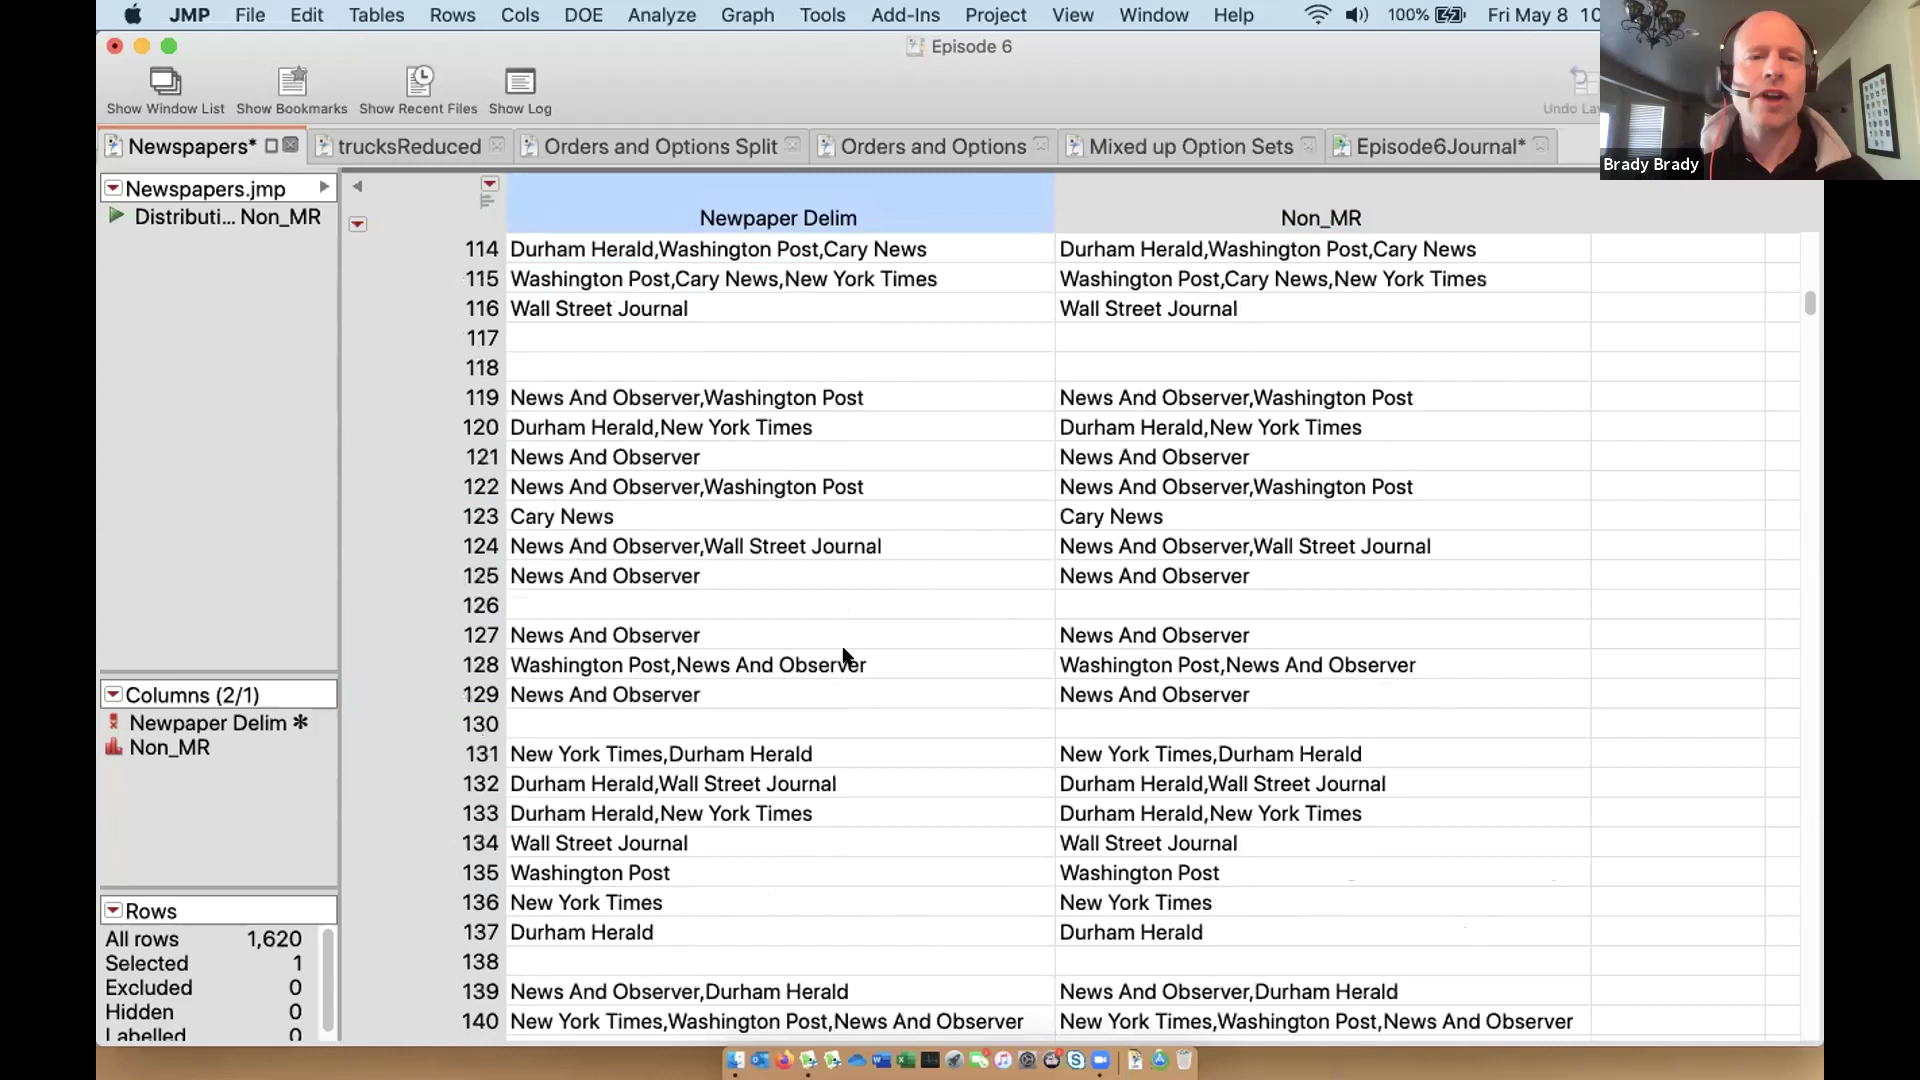 JMP File Edit Tables Rows Cols DOE Analyze Graph Tools Add-Ins Project View Window Help 100% Fri May 8 10
Episode 6
Show Window List Show Bookmarks Show Recent Files Show Log Undo La
Brady Brady
Newspapers* trucksReduced Orders and Options Split Orders and Options Mixed up Option Sets Episode6Journal*
Newspapers.jmp
Distributi... Non_MR
Newpaper Delim Non_MR
114 Durham Herald,Washington Post,Cary News Durham Herald,Washington Post,Cary News
115 Washington Post,Cary News,New York Times Washington Post,Cary News,New York Times
116 Wall Street Journal Wall Street Journal
117
118
119 News And Observer,Washington Post News And Observer,Washington Post
120 Durham Herald,New York Times Durham Herald,New York Times
121 News And Observer News And Observer
122 News And Observer,Washington Post News And Observer,Washington Post
123 Cary News Cary News
124 News And Observer,Wall Street Journal News And Observer,Wall Street Journal
125 News And Observer News And Observer
126
127 News And Observer News And Observer
128 Washington Post,News And Observer Washington Post,News And Observer
129 News And Observer News And Observer
130
131 New York Times,Durham Herald New York Times,Durham Herald
132 Durham Herald,Wall Street Journal Durham Herald,Wall Street Journal
133 Durham Herald,New York Times Durham Herald,New York Times
134 Wall Street Journal Wall Street Journal
135 Washington Post Washington Post
136 New York Times New York Times
137 Durham Herald Durham Herald
138
139 News And Observer,Durham Herald News And Observer,Durham Herald
140 New York Times,Washington Post,News And Observer New York Times,Washington Post,News And Observer
Columns (2/1)
Newpaper Delim *
Non_MR
Rows
All rows 1,620
Selected 1
Excluded 0
Hidden 0
Labelled 0